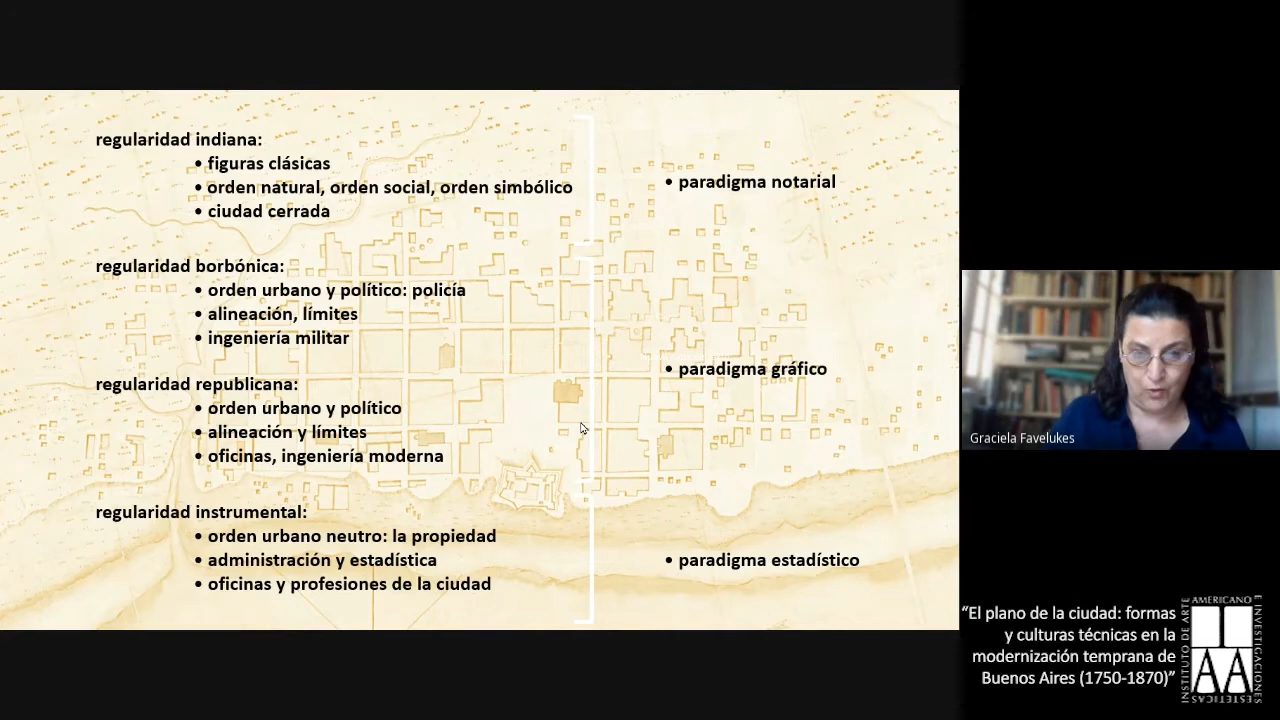 regularidad indiana:
• figuras clásicas
• orden natural, orden social, orden simbólico
• ciudad cerrada
• paradigma notarial
regularidad borbónica:
• orden urbano y político: policía
• alineación, límites
• ingeniería militar
regularidad republicana:
• orden urbano y político
• alineación y límites
• oficinas, ingeniería moderna
• paradigma gráfico
regularidad instrumental:
• orden urbano neutro: la propiedad
• administración y estadística
• oficinas y profesiones de la ciudad
• paradigma estadístico
Graciela Favelukes
“El plano de la ciudad: formas
y culturas técnicas en la
modernización temprana de
Buenos Aires (1750-1870)”
INSTITUTO DE ARTE
AMERICANO
E INVESTIGACIONES
ESTETICAS
IAA